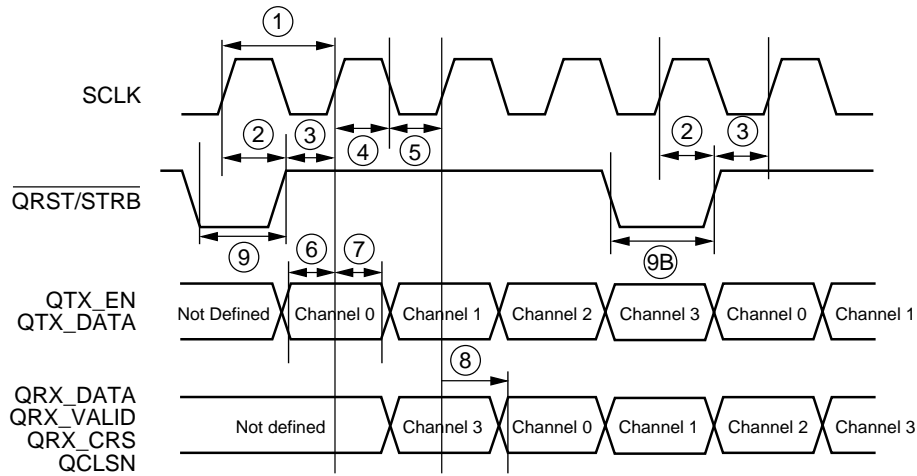 1
SCLK
2
3
4
5
2
3
QRST/STRB
9
6
7
9B
QTX_EN
QTX_DATA
Not Defined
Channel 0
Channel 1
Channel 2
Channel 3
Channel 0
Channel 1
8
QRX_DATA
QRX_VALID
QRX_CRS
QCLSN
Not defined
Channel 3
Channel 0
Channel 1
Channel 2
Channel 3